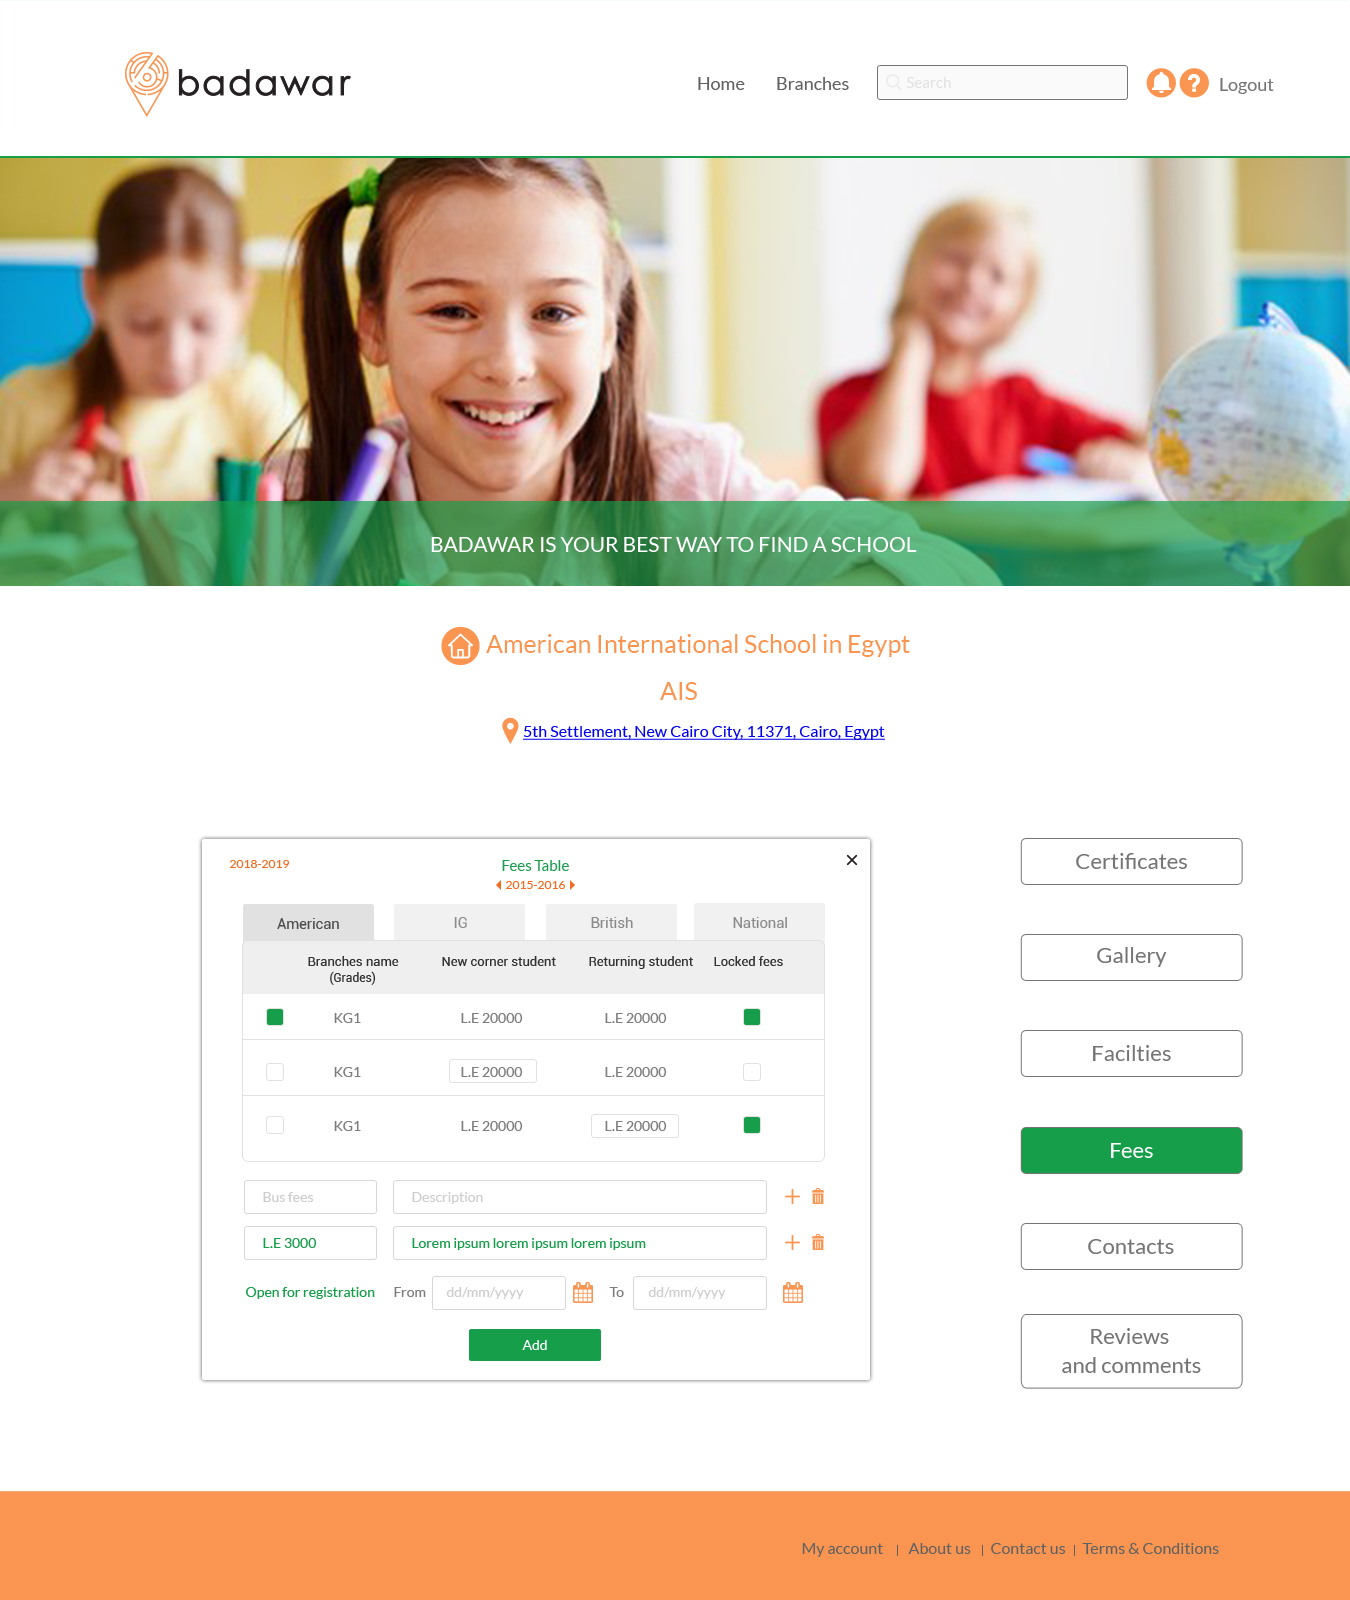 badawar
Home Branches Search Logout
BADAWAR IS YOUR BEST WAY TO FIND A SCHOOL
American International School in Egypt
AIS
5th Settlement, New Cairo City, 11371, Cairo, Egypt
2018-2019
Fees Table
2015-2016
American IG British National
Branches name New corner student Returning student Locked fees
(Grades)
KG1 L.E 20000 L.E 20000
KG1 L.E 20000 L.E 20000
KG1 L.E 20000 L.E 20000
Bus fees Description
L.E 3000 Lorem ipsum lorem ipsum lorem ipsum
Open for registration From dd/mm/yyyy To dd/mm/yyyy
Add
Certificates
Gallery
Facilties
Fees
Contacts
Reviews
and comments
My account | About us | Contact us | Terms & Conditions